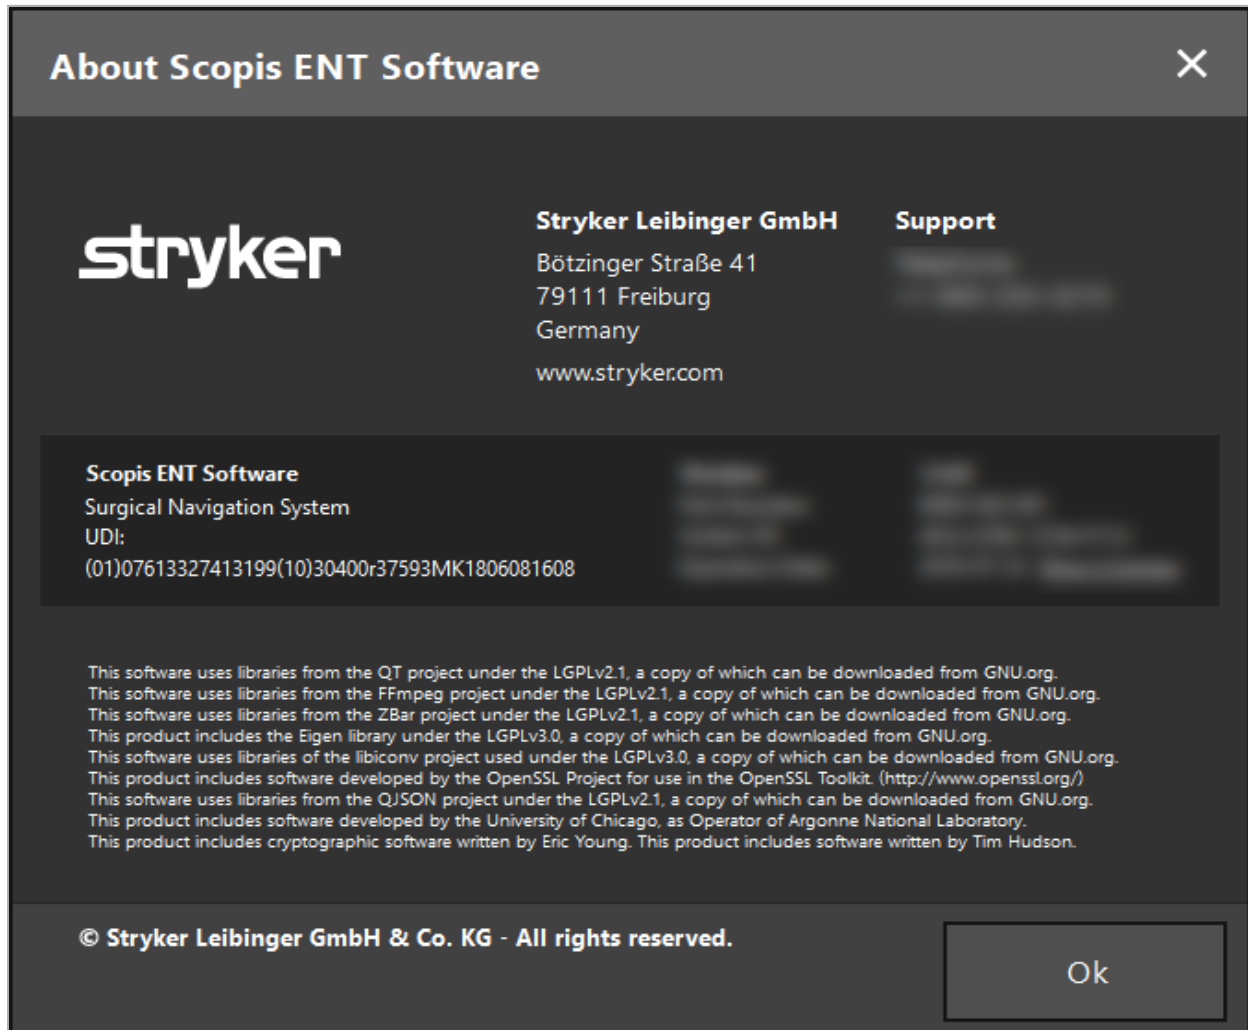 About Scopis ENT Software
stryker
Stryker Leibinger GmbH
Bötzinger Straße 41
79111 Freiburg
Germany
www.stryker.com
Support
Scopis ENT Software
Surgical Navigation System
UDI:
(01)07613327413199(10)30400r37593MK1806081608
This software uses libraries from the QT project under the LGPLv2.1, a copy of which can be downloaded from GNU.org.
This software uses libraries from the FFmpeg project under the LGPLv2.1, a copy of which can be downloaded from GNU.org.
This software uses libraries from the ZBar project under the LGPLv2.1, a copy of which can be downloaded from GNU.org.
This product includes the Eigen library under the LGPLv3.0, a copy of which can be downloaded from GNU.org.
This software uses libraries of the libiconv project used under the LGPLv3.0, a copy of which can be downloaded from GNU.org.
This product includes software developed by the OpenSSL Project for use in the OpenSSL Toolkit. (http://www.openssl.org/)
This software uses libraries from the QJSON project under the LGPLv2.1, a copy of which can be downloaded from GNU.org.
This product includes software developed by the University of Chicago, as Operator of Argonne National Laboratory.
This product includes cryptographic software written by Eric Young. This product includes software written by Tim Hudson.
© Stryker Leibinger GmbH & Co. KG - All rights reserved.
Ok